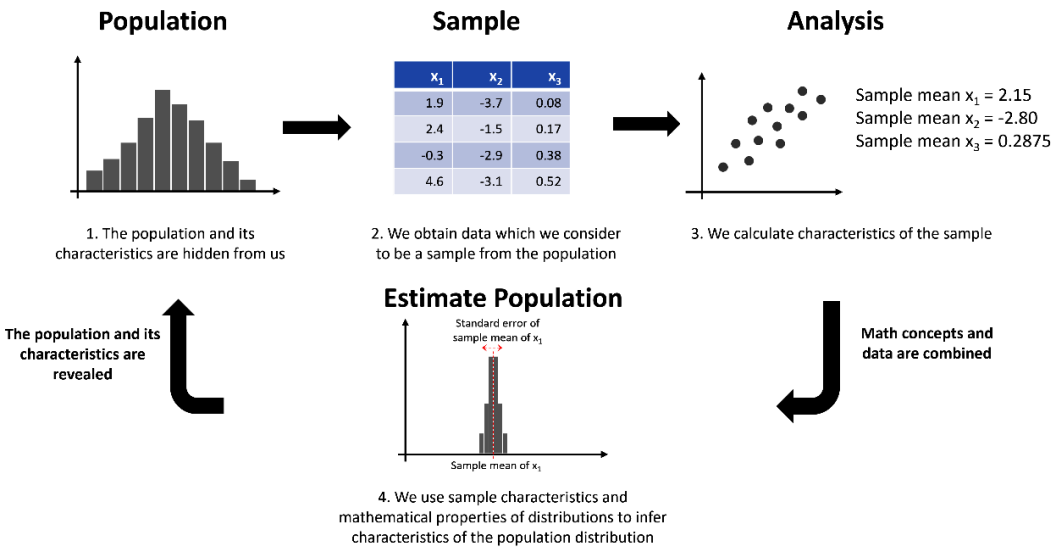 Population
Sample
Analysis
x1 x2 x3
1.9 -3.7 0.08
2.4 -1.5 0.17
-0.3 -2.9 0.38
4.6 -3.1 0.52
Sample mean x1 = 2.15
Sample mean x2 = -2.80
Sample mean x3 = 0.2875
1. The population and its
characteristics are hidden from us
2. We obtain data which we consider
to be a sample from the population
3. We calculate characteristics of the sample
The population and its
characteristics are
revealed
Estimate Population
Standard error of
sample mean of x1
Sample mean of x1
Math concepts and
data are combined
4. We use sample characteristics and
mathematical properties of distributions to infer
characteristics of the population distribution